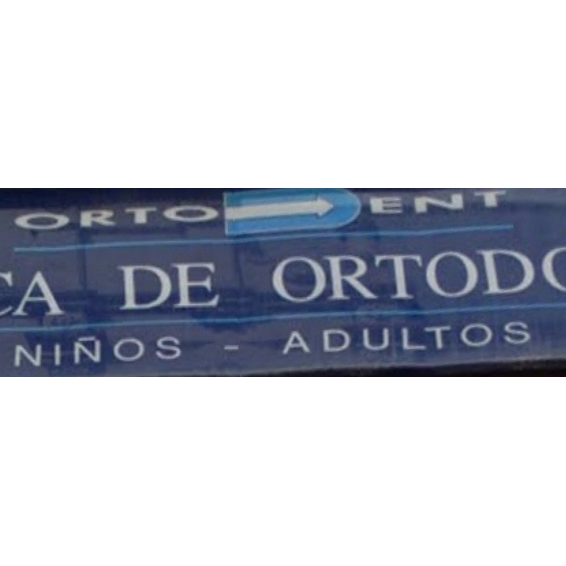 ORTODENT
CA DE ORTODO
NIÑOS - ADULTOS